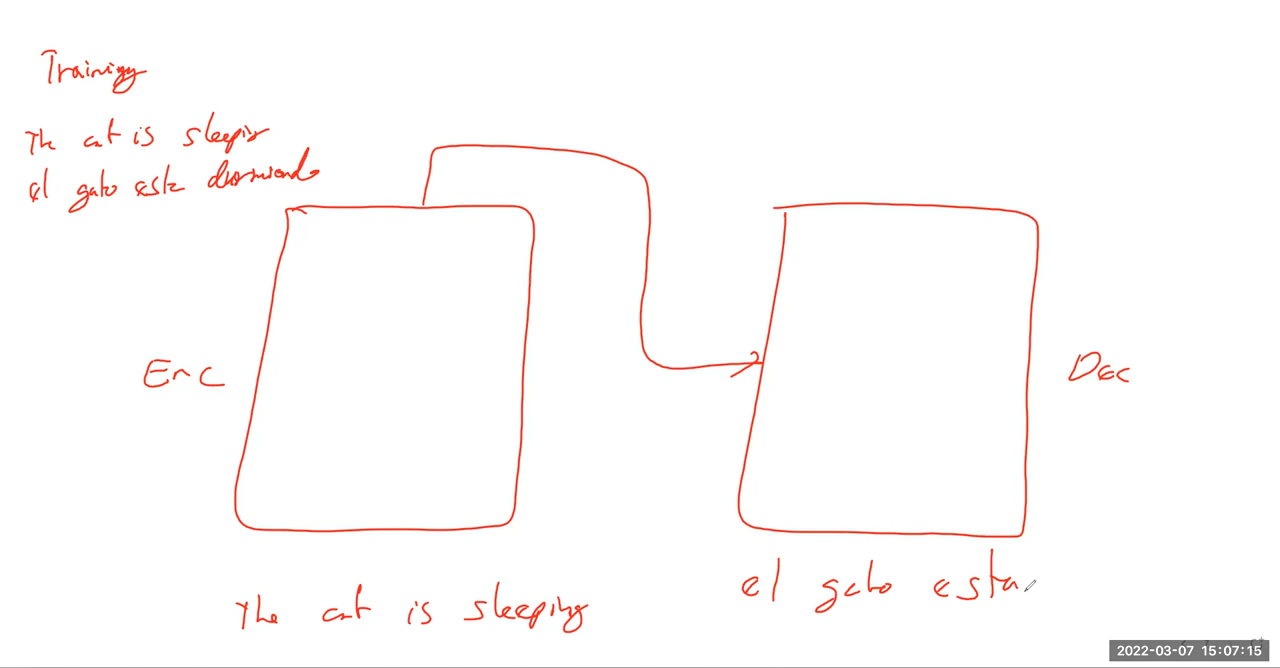 Training
The cat is sleeping
el gato esta durmiendo
Enc
Dec
The cat is sleeping
el gato esta
2022-03-07 15:07:15